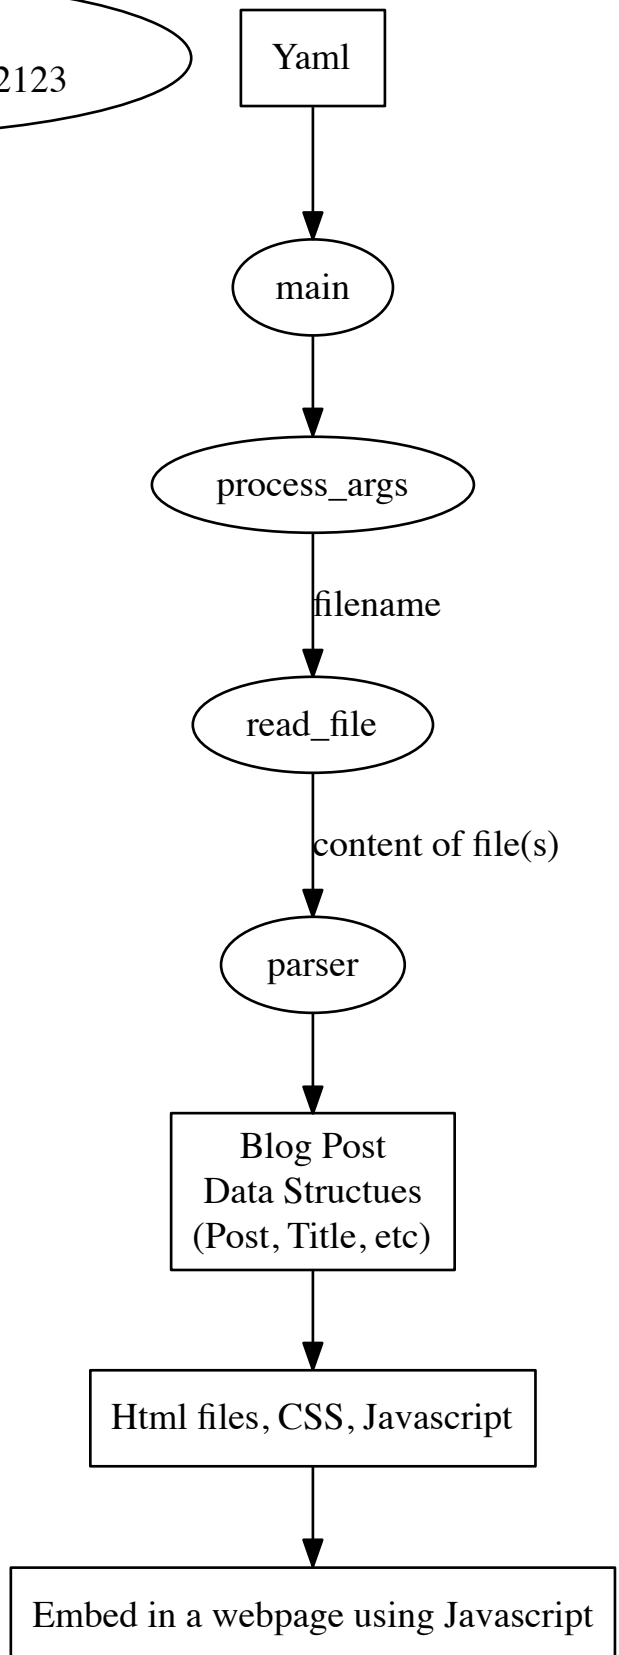 2123
Yaml
main
process_args
filename
read_file
content of file(s)
parser
Blog Post
Data Structues
(Post, Title, etc)
Html files, CSS, Javascript
Embed in a webpage using Javascript